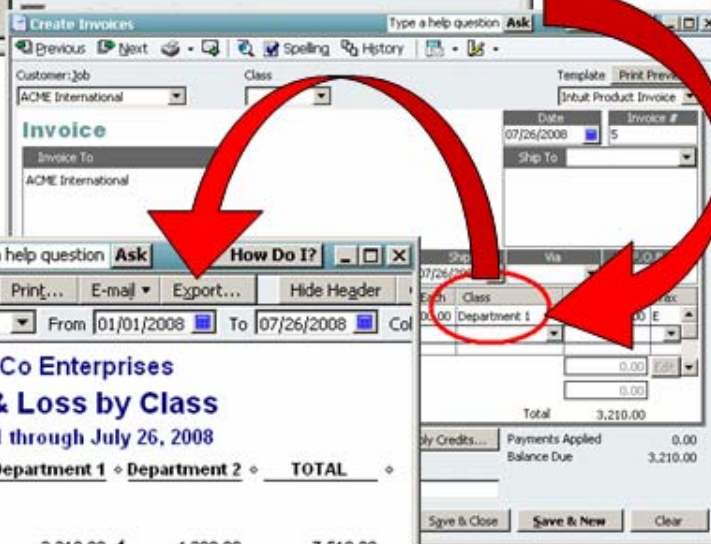 Create Invoices
Type a help question Ask
Previous Next Spelling History
Customer:Job Class Template Print Preview
ACME International Intuit Product Invoice
Invoice
Date Invoice #
07/26/2008 5
Invoice To Ship To
ACME International
Ship Via P.O.
Each Class Tax
Department 1 E
0.00 Edit
0.00
Total 3,210.00
Payments Applied 0.00
Balance Due 3,210.00
Save & Close Save & New Clear
help question Ask How Do I?
Print... E-mail Export... Hide Header
From 01/01/2008 To 07/26/2008 Col
Co Enterprises
& Loss by Class
through July 26, 2008
Department 1 Department 2 TOTAL